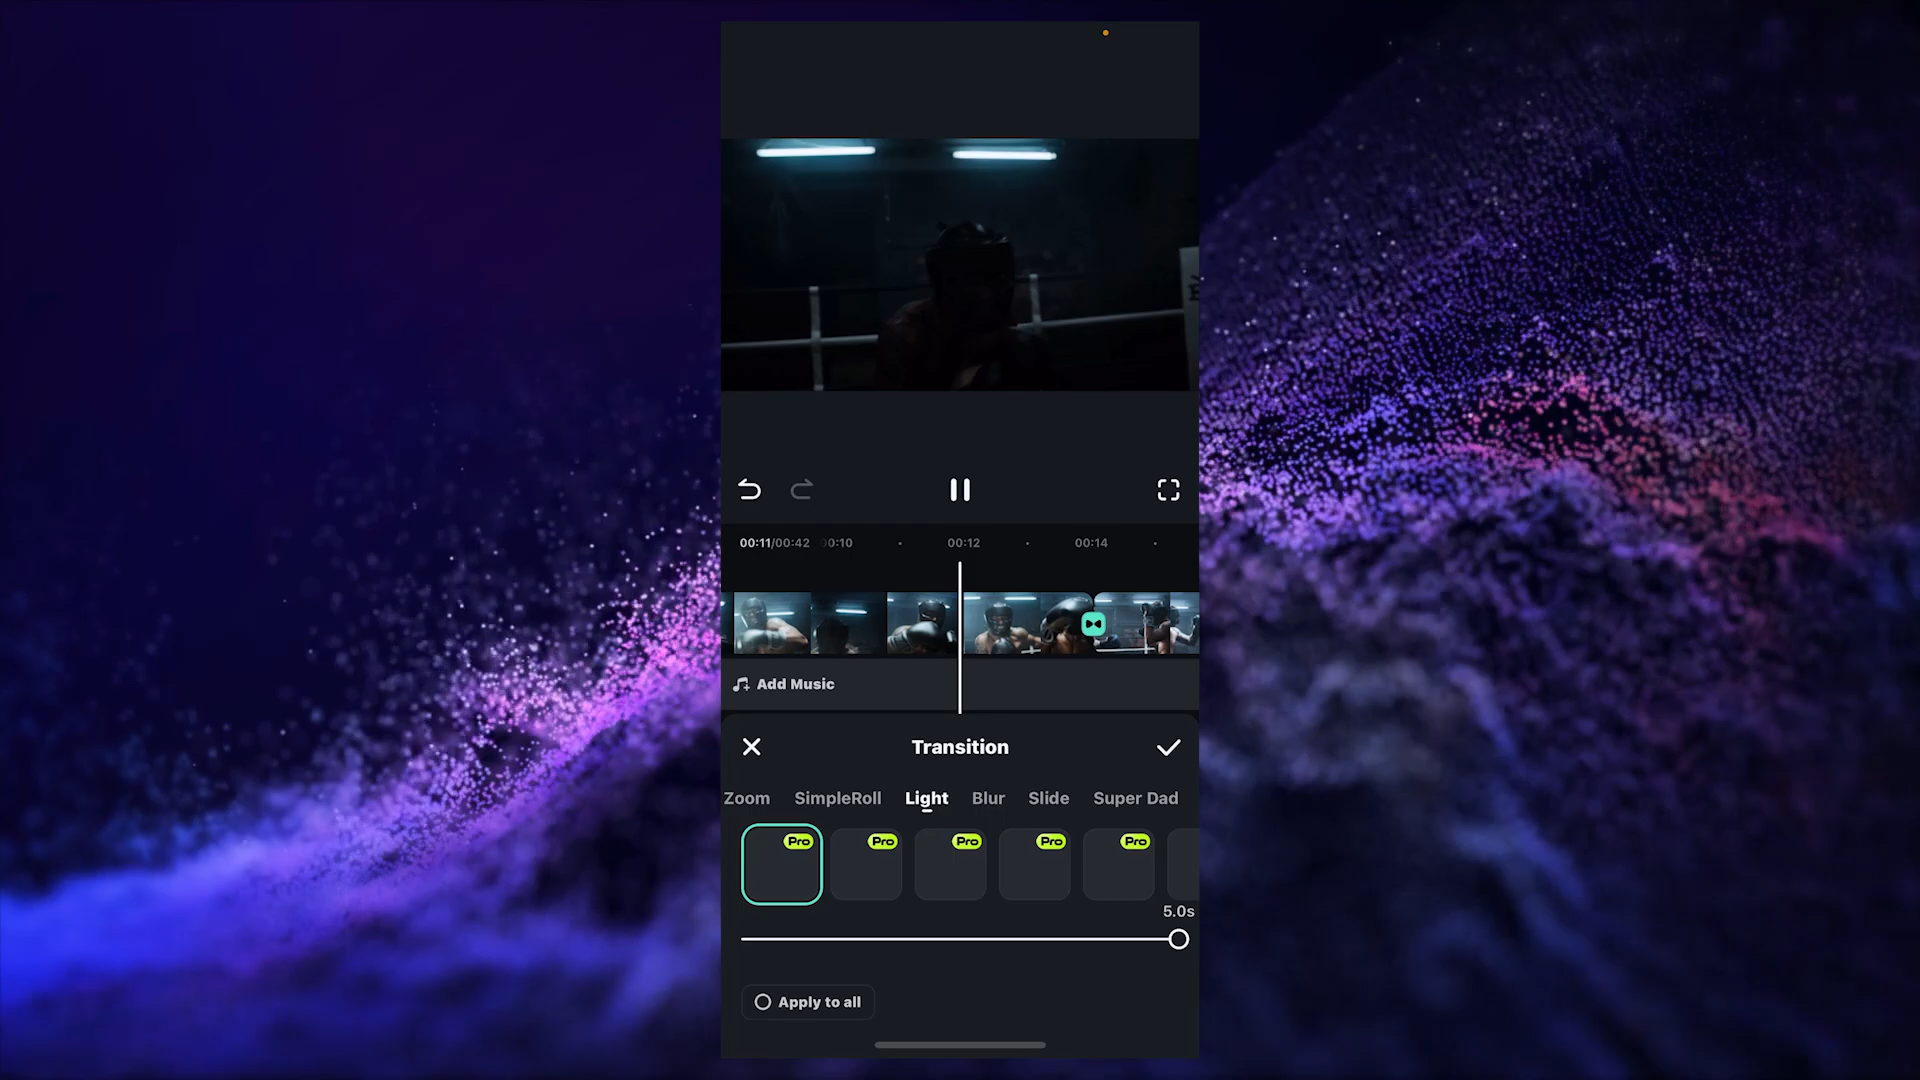 00:11/00:42
0:10
00:12
00:14
Add Music
Transition
Zoom
SimpleRoll
Light
Blur
Slide
Super Dad
Pro
Pro
Pro
Pro
Pro
5.0s
Apply to all